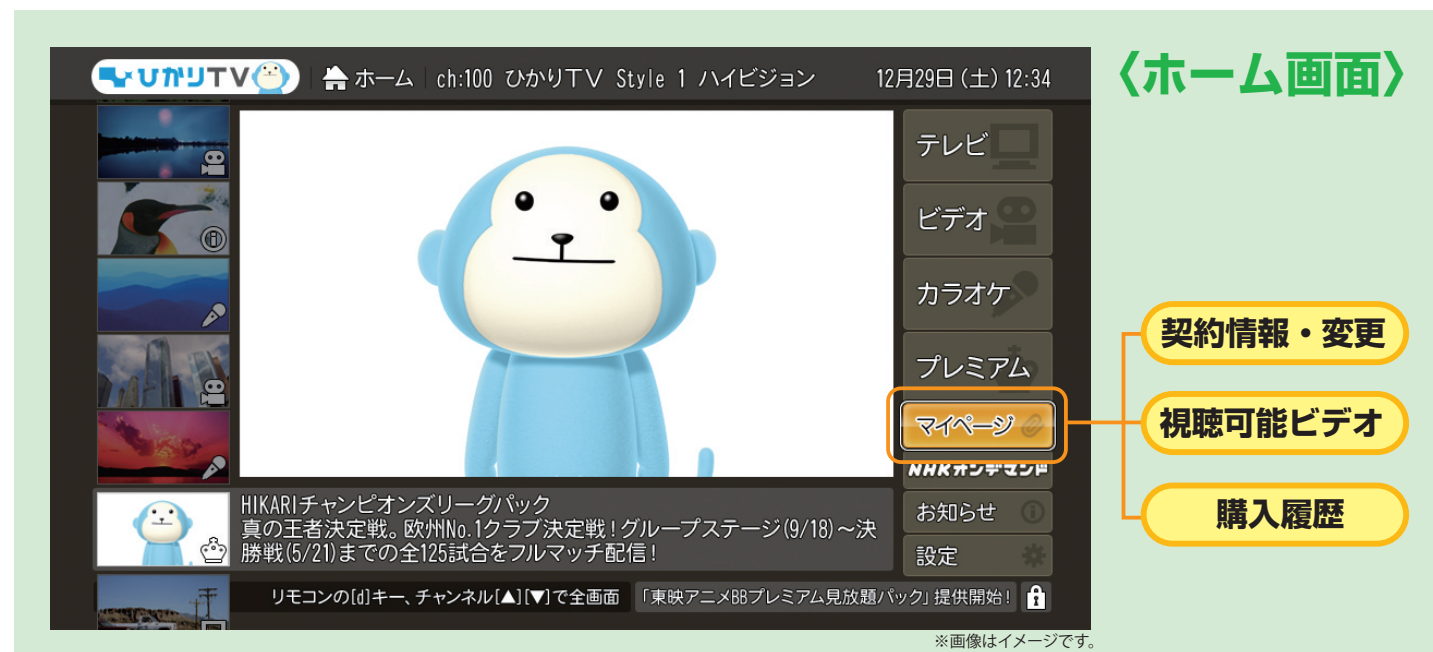 ひかりTV
ホーム ch:100 ひかりTV Style 1 ハイビジョン 12月29日(土) 12:34
〈ホーム画面〉
テレビ
ビデオ
カラオケ
プレミアム
マイページ
NHKオンデマンド
お知らせ
設定
契約情報・変更
視聴可能ビデオ
購入履歴
HIKARIチャンピオンズリーグパック
真の王者決定戦。欧州No.1クラブ決定戦!グループステージ(9/18)~決
勝戦(5/21)までの全125試合をフルマッチ配信!
リモコンの[d]キー、チャンネル[▲][▼]で全画面 「東映アニメBBプレミアム見放題パック」提供開始!
※画像はイメージです。